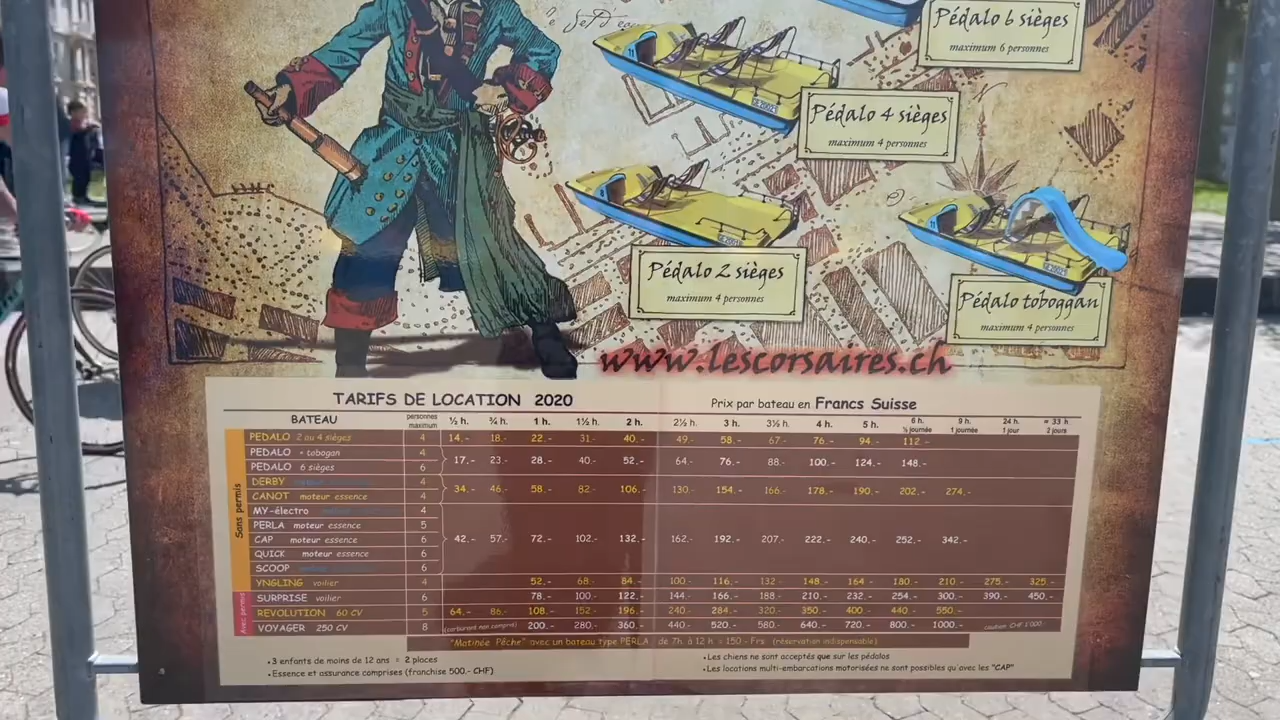 Pédalo 6 sièges
maximum 6 personnes
Pédalo 4 sièges
maximum 4 personnes
Pédalo 2 sièges
maximum 4 personnes
Pédalo toboggan
maximum 4 personnes
www.lescorsaires.ch
TARIFS DE LOCATION 2020 Prix par bateau en Francs Suisse
BATEAU personnes maximum ½ h. ¾ h. 1 h. 1½ h. 2 h. 2½ h. 3 h. 3½ h. 4 h. 5 h. 6 h. ½ journée 9 h. 1 journée 24 h. 1 jour = 33 h 2 jours
Sans permis
PEDALO 2 ou 4 sièges 4 14.- 18.- 22.- 31.- 40.- 49.- 58.- 67.- 76.- 94.- 112.-
PEDALO + tobogan 4
PEDALO 6 sièges 6 17.- 23.- 28.- 40.- 52.- 64.- 76.- 88.- 100.- 124.- 148.-
DERBY 4
CANOT moteur essence 4 34.- 46.- 58.- 82.- 106.- 130.- 154.- 166.- 178.- 190.- 202.- 274.-
MY-électro 4
PERLA moteur essence 5
CAP moteur essence 6 42.- 57.- 72.- 102.- 132.- 162.- 192.- 207.- 222.- 240.- 252.- 342.-
QUICK moteur essence 6
SCOOP 6
YNGLING voilier 4 52.- 68.- 84.- 100.- 116.- 132.- 148.- 164.- 180.- 210.- 275.- 325.-
Avec permis
SURPRISE voilier 6 78.- 100.- 122.- 144.- 166.- 188.- 210.- 232.- 254.- 300.- 390.- 450.-
REVOLUTION 60 CV 5 64.- 86.- 108.- 152.- 196.- 240.- 284.- 320.- 350.- 400.- 440.- 550.-
VOYAGER 250 CV 8 (carburant non compris) 200.- 280.- 360.- 440.- 520.- 580.- 640.- 720.- 800.- 1000.- caution CHF 1'000.-
"Matinée Pêche" avec un bateau type PERLA de 7h. à 12 h = 150.- Frs (réservation indispensable)
• 3 enfants de moins de 12 ans = 2 places
• Essence et assurance comprises (franchise 500.- CHF)
• Les chiens ne sont acceptés que sur les pédalos
• Les locations multi-embarcations motorisées ne sont possibles qu'avec les "CAP"